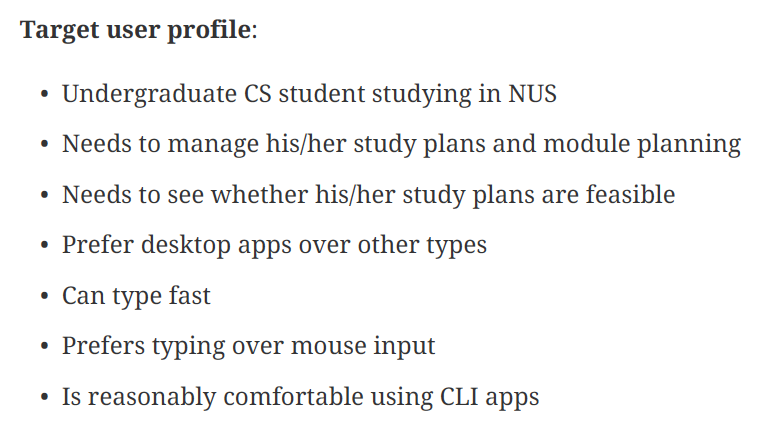 Target user profile:
• Undergraduate CS student studying in NUS
• Needs to manage his/her study plans and module planning
• Needs to see whether his/her study plans are feasible
• Prefer desktop apps over other types
• Can type fast
• Prefers typing over mouse input
• Is reasonably comfortable using CLI apps